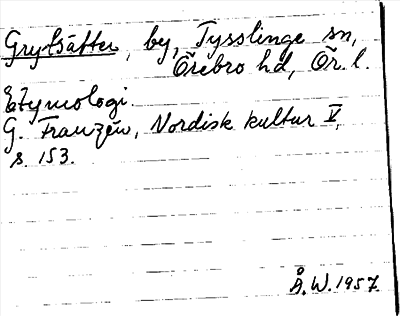 Grytsätter, by, Tysslinge sn,
Örebro hd, Ör. l.
Etymologi.
G. Franzén, Nordisk kultur V,
s. 153.
Å.W. 1957